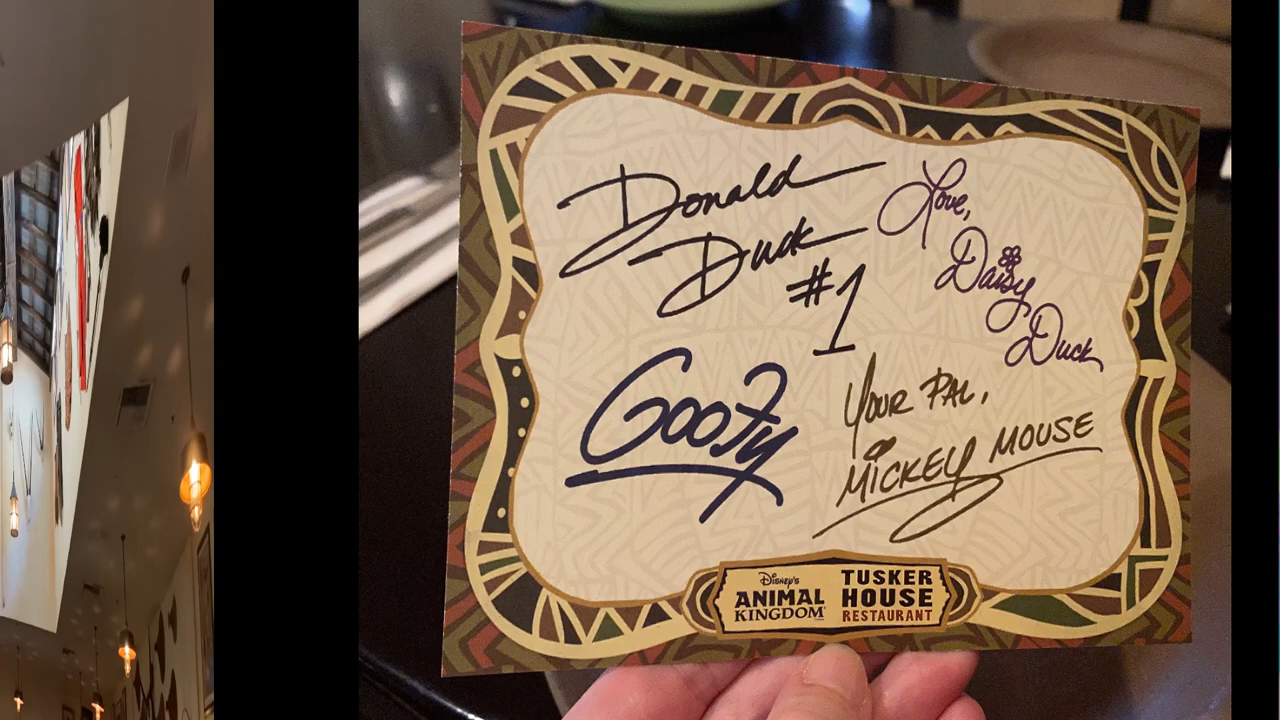 Donald
Duck
#1
Love,
Daisy
Duck
Goofy
YOUR PAL,
MICKEY MOUSE
DISNEY'S
ANIMAL
KINGDOM
TUSKER
HOUSE
RESTAURANT